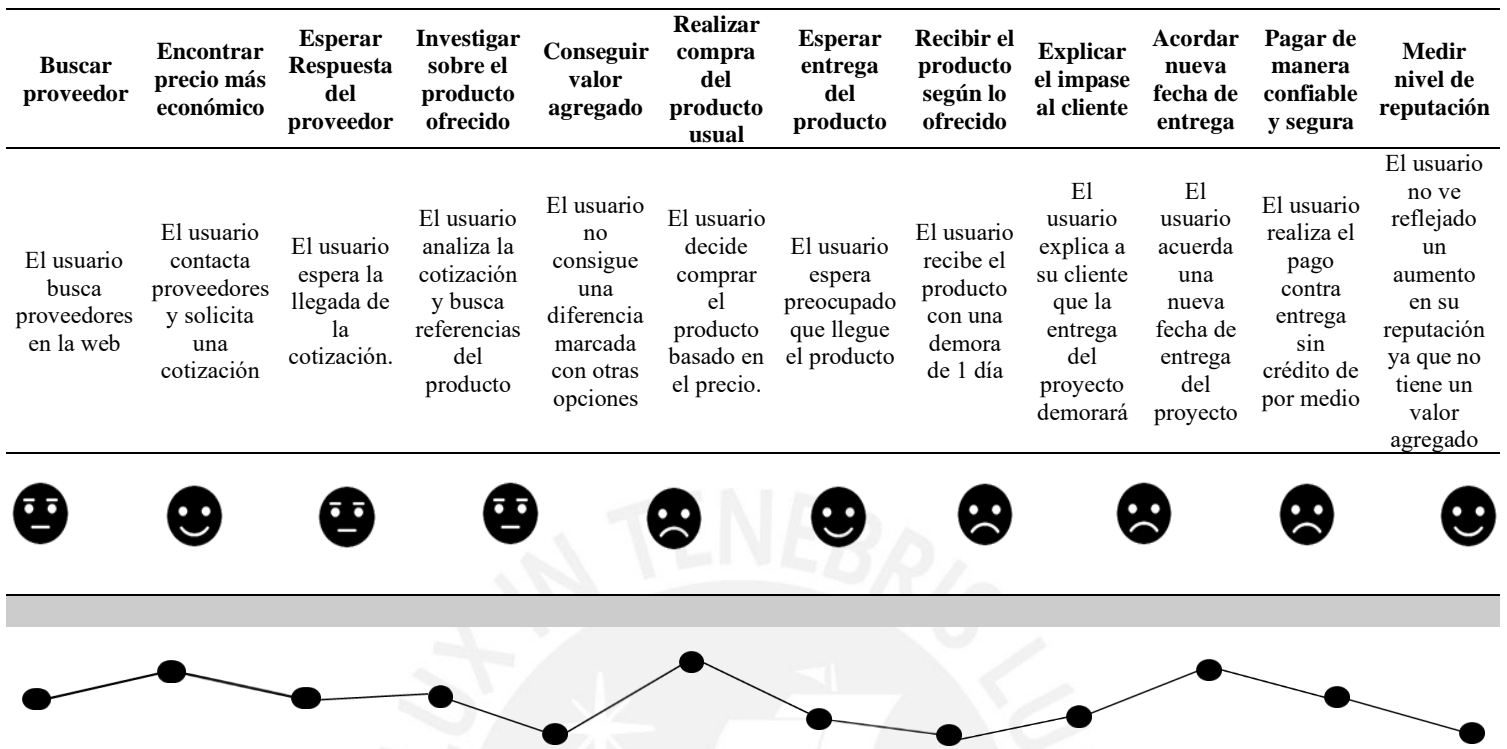 Buscar
proveedor
Encontrar
precio más
económico
Esperar
Respuesta
del
proveedor
Investigar
sobre el
producto
ofrecido
Conseguir
valor
agregado
Realizar
compra
del
producto
usual
Esperar
entrega
del
producto
Recibir el
producto
según lo
ofrecido
Explicar
el impase
al cliente
Acordar
nueva
fecha de
entrega
Pagar de
manera
confiable
y segura
Medir
nivel de
reputación
El usuario
busca
proveedores
en la web
El usuario
contacta
proveedores
y solicita
una
cotización
El usuario
espera la
llegada de
la
cotización.
El usuario
analiza la
cotización
y busca
referencias
del
producto
El usuario
no
consigue
una
diferencia
marcada
con otras
opciones
El usuario
decide
comprar
el
producto
basado en
el precio.
El usuario
espera
preocupado
que llegue
el producto
El usuario
recibe el
producto
con una
demora
de 1 día
El
usuario
explica a
su cliente
que la
entrega
del
proyecto
demorará
El
usuario
acuerda
una
nueva
fecha de
entrega
del
proyecto
El usuario
realiza el
pago
contra
entrega
sin
crédito de
por medio
El usuario
no ve
reflejado
un
aumento
en su
reputación
ya que no
tiene un
valor
agregado
LUX IN TENEBRIS LU